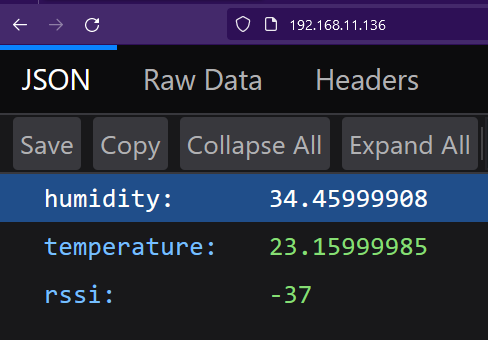 192.168.11.136
JSON Raw Data Headers
Save Copy Collapse All Expand All
humidity: 34.45999908
temperature: 23.15999985
rssi: -37